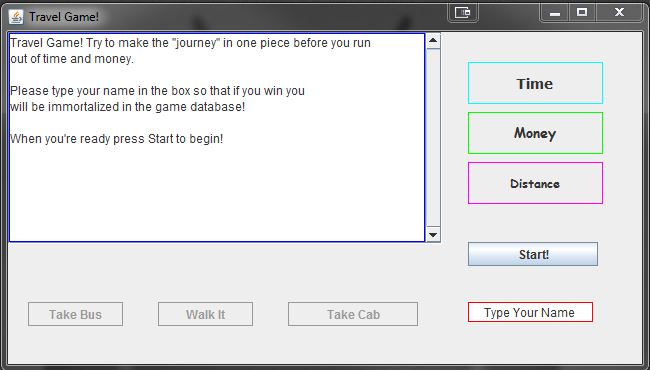 Travel Game!
Travel Game! Try to make the "journey" in one piece before you run
out of time and money.
Please type your name in the box so that if you win you
will be immortalized in the game database!
When you're ready press Start to begin!
Time
Money
Distance
Start!
Take Bus
Walk It
Take Cab
Type Your Name